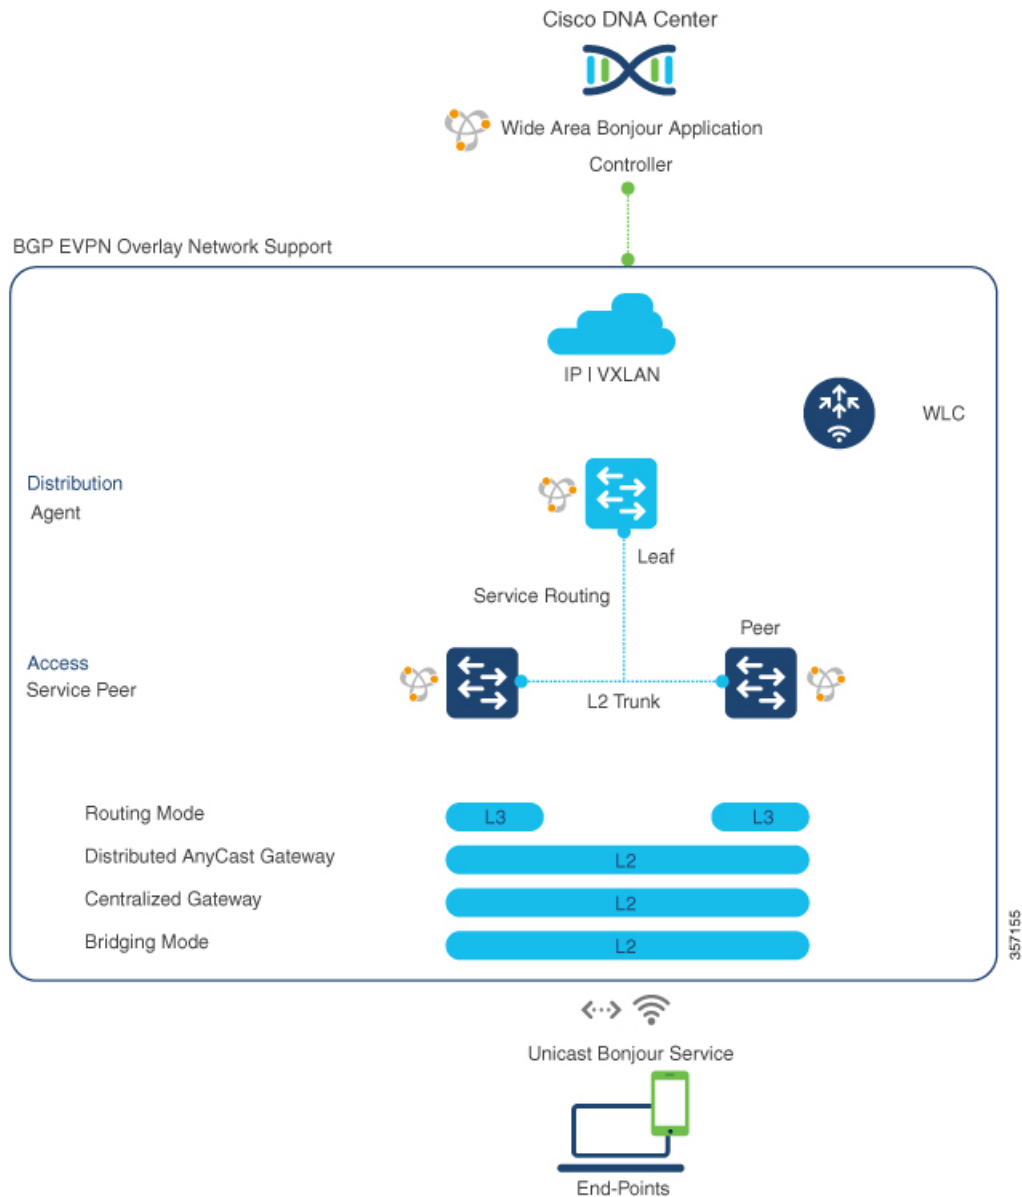 Cisco DNA Center
Wide Area Bonjour Application
Controller
BGP EVPN Overlay Network Support
IP | VXLAN
WLC
Distribution
Agent
Leaf
Service Routing
Peer
Access
Service Peer
L2 Trunk
Routing Mode
L3
L3
Distributed AnyCast Gateway
L2
Centralized Gateway
L2
Bridging Mode
L2
357155
Unicast Bonjour Service
End-Points